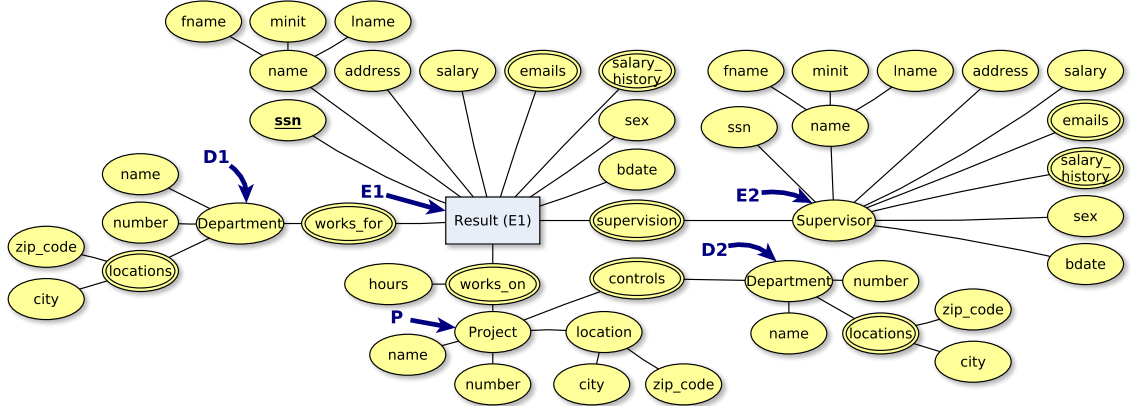 fname
minit
lname
name
address
salary
emails
salary_
history
ssn
sex
bdate
fname
minit
lname
address
salary
ssn
name
emails
salary_
history
sex
bdate
D1
name
number
Department
zip_code
locations
city
works_for
E1
Result (E1)
supervision
E2
Supervisor
hours
works_on
controls
D2
Department
number
name
locations
zip_code
city
P
Project
name
number
location
city
zip_code